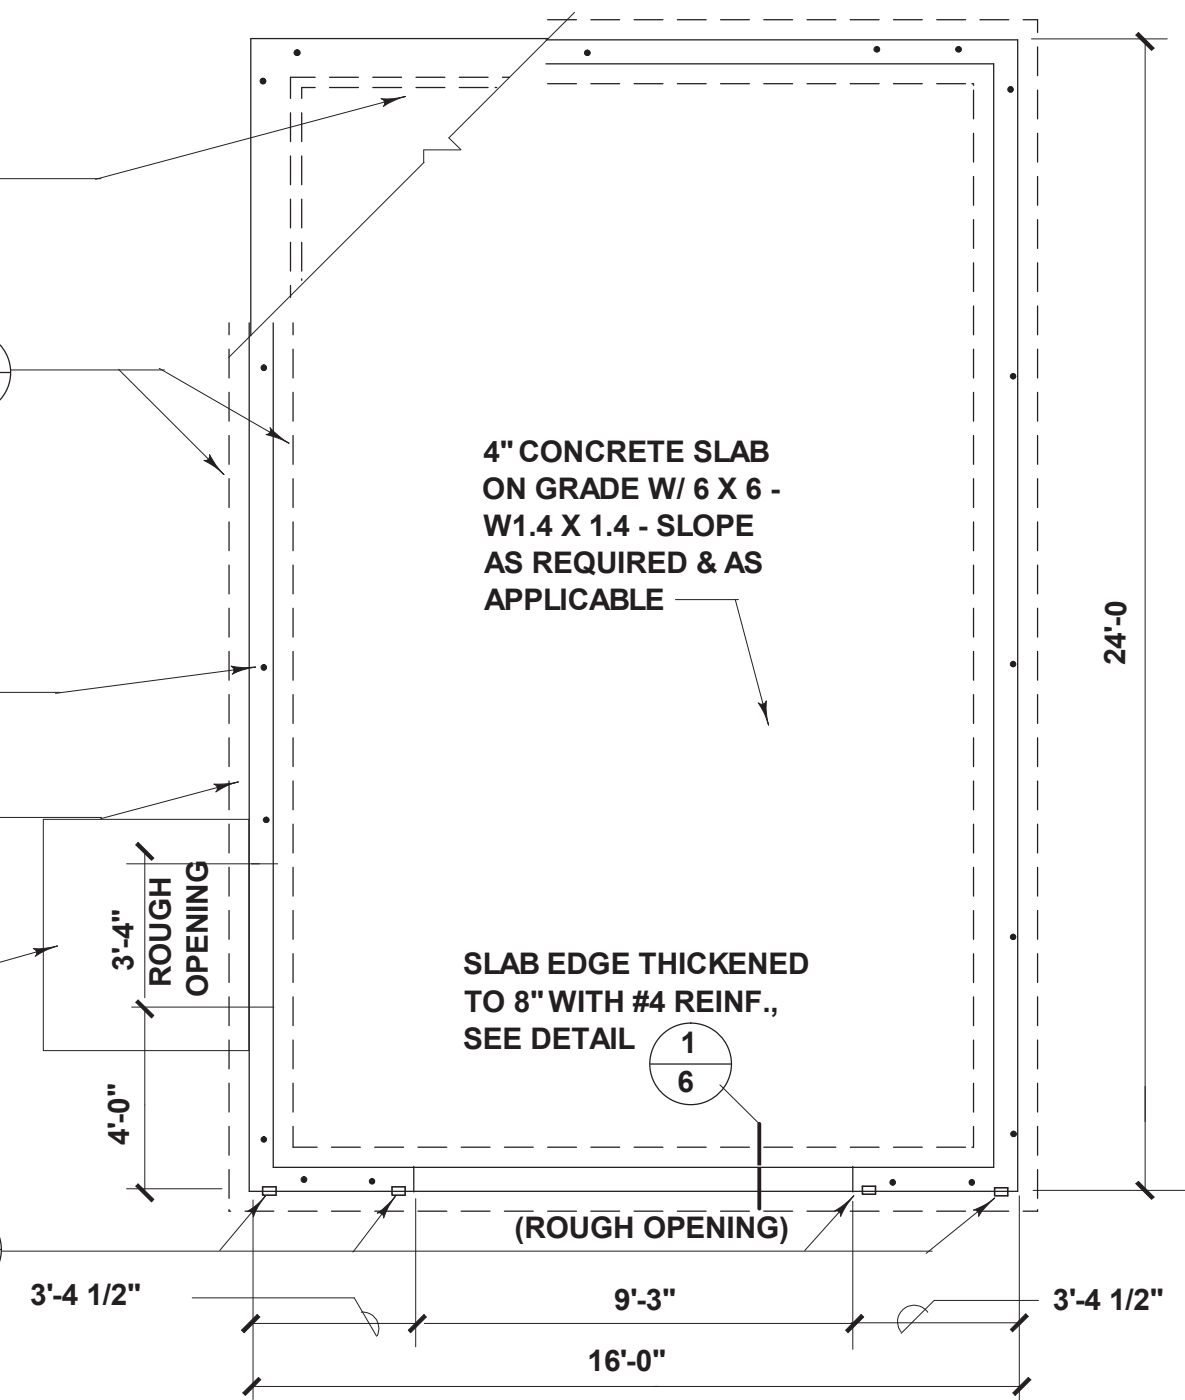 4" CONCRETE SLAB
ON GRADE W/ 6 X 6 -
W1.4 X 1.4 - SLOPE
AS REQUIRED & AS
APPLICABLE
24'-0
3'-4"
ROUGH
OPENING
4'-0"
SLAB EDGE THICKENED
TO 8" WITH #4 REINF.,
SEE DETAIL
1
6
(ROUGH OPENING)
3'-4 1/2"
9'-3"
3'-4 1/2"
16'-0"